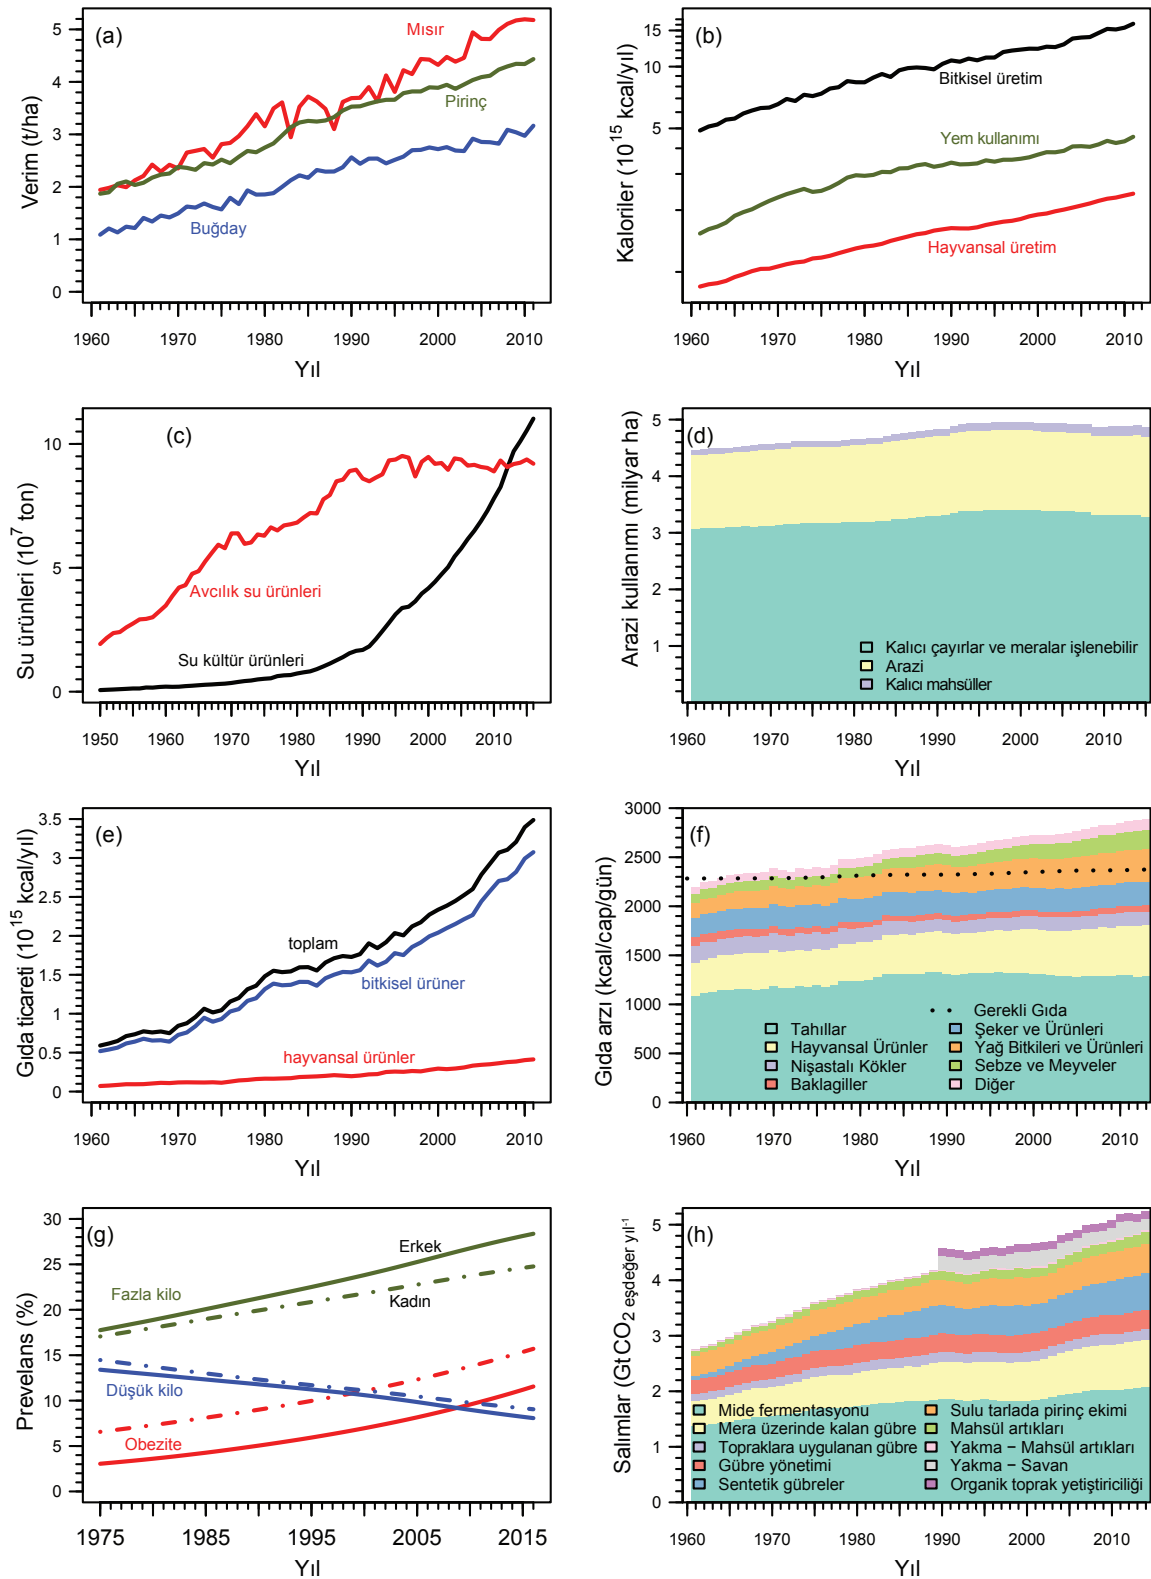 (a)
Mısır
Pirinç
Buğday
Verim (t/ha)
0
1
2
3
4
5
1960 1970 1980 1990 2000 2010
Yıl
(b)
Bitkisel üretim
Yem kullanımı
Hayvansal üretim
Kaloriler (10¹⁵ kcal/yıl)
5
10
15
1960 1970 1980 1990 2000 2010
Yıl
(c)
Avcılık su ürünleri
Su kültür ürünleri
Su ürünleri (10⁷ ton)
0
5
10
1950 1960 1970 1980 1990 2000 2010
Yıl
(d)
Arazi kullanımı (milyar ha)
1
2
3
4
5
Kalıcı çayırlar ve meralar işlenebilir
Arazi
Kalıcı mahsüller
1960 1970 1980 1990 2000 2010
Yıl
(e)
toplam
bitkisel ürüner
hayvansal ürünler
Gıda ticareti (10¹⁵ kcal/yıl)
0
0.5
1
1.5
2
2.5
3
3.5
1960 1970 1980 1990 2000 2010
Yıl
(f)
Gıda arzı (kcal/cap/gün)
0
500
1000
1500
2000
2500
3000
Gerekli Gıda
Tahıllar
Hayvansal Ürünler
Nişastalı Kökler
Baklagiller
Şeker ve Ürünleri
Yağ Bitkileri ve Ürünleri
Sebze ve Meyveler
Diğer
1960 1970 1980 1990 2000 2010
Yıl
(g)
Erkek
Kadın
Fazla kilo
Düşük kilo
Obezite
Prevelans (%)
0
5
10
15
20
25
30
1975 1985 1995 2005 2015
Yıl
(h)
Salımlar (Gt CO₂ eşdeğer yıl⁻¹
0
1
2
3
4
5
Mide fermentasyonu
Mera üzerinde kalan gübre
Topraklara uygulanan gübre
Gübre yönetimi
Sentetik gübreler
Sulu tarlada pirinç ekimi
Mahsül artıkları
Yakma – Mahsül artıkları
Yakma – Savan
Organik toprak yetiştiriciliği
1960 1970 1980 1990 2000 2010
Yıl